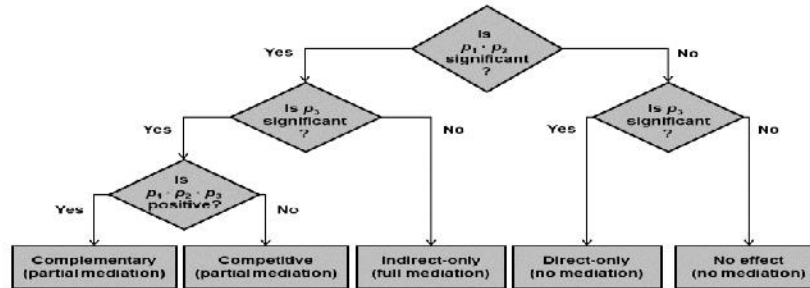 Is
p₁ · p₂
significant
?
Yes
No
Is p₃
significant
?
Is p₃
significant
?
Yes
No
Yes
No
Is
p₁ · p₂ · p₃
positive?
Yes
No
Complementary
(partial mediation)
Competitive
(partial mediation)
Indirect-only
(full mediation)
Direct-only
(no mediation)
No effect
(no mediation)